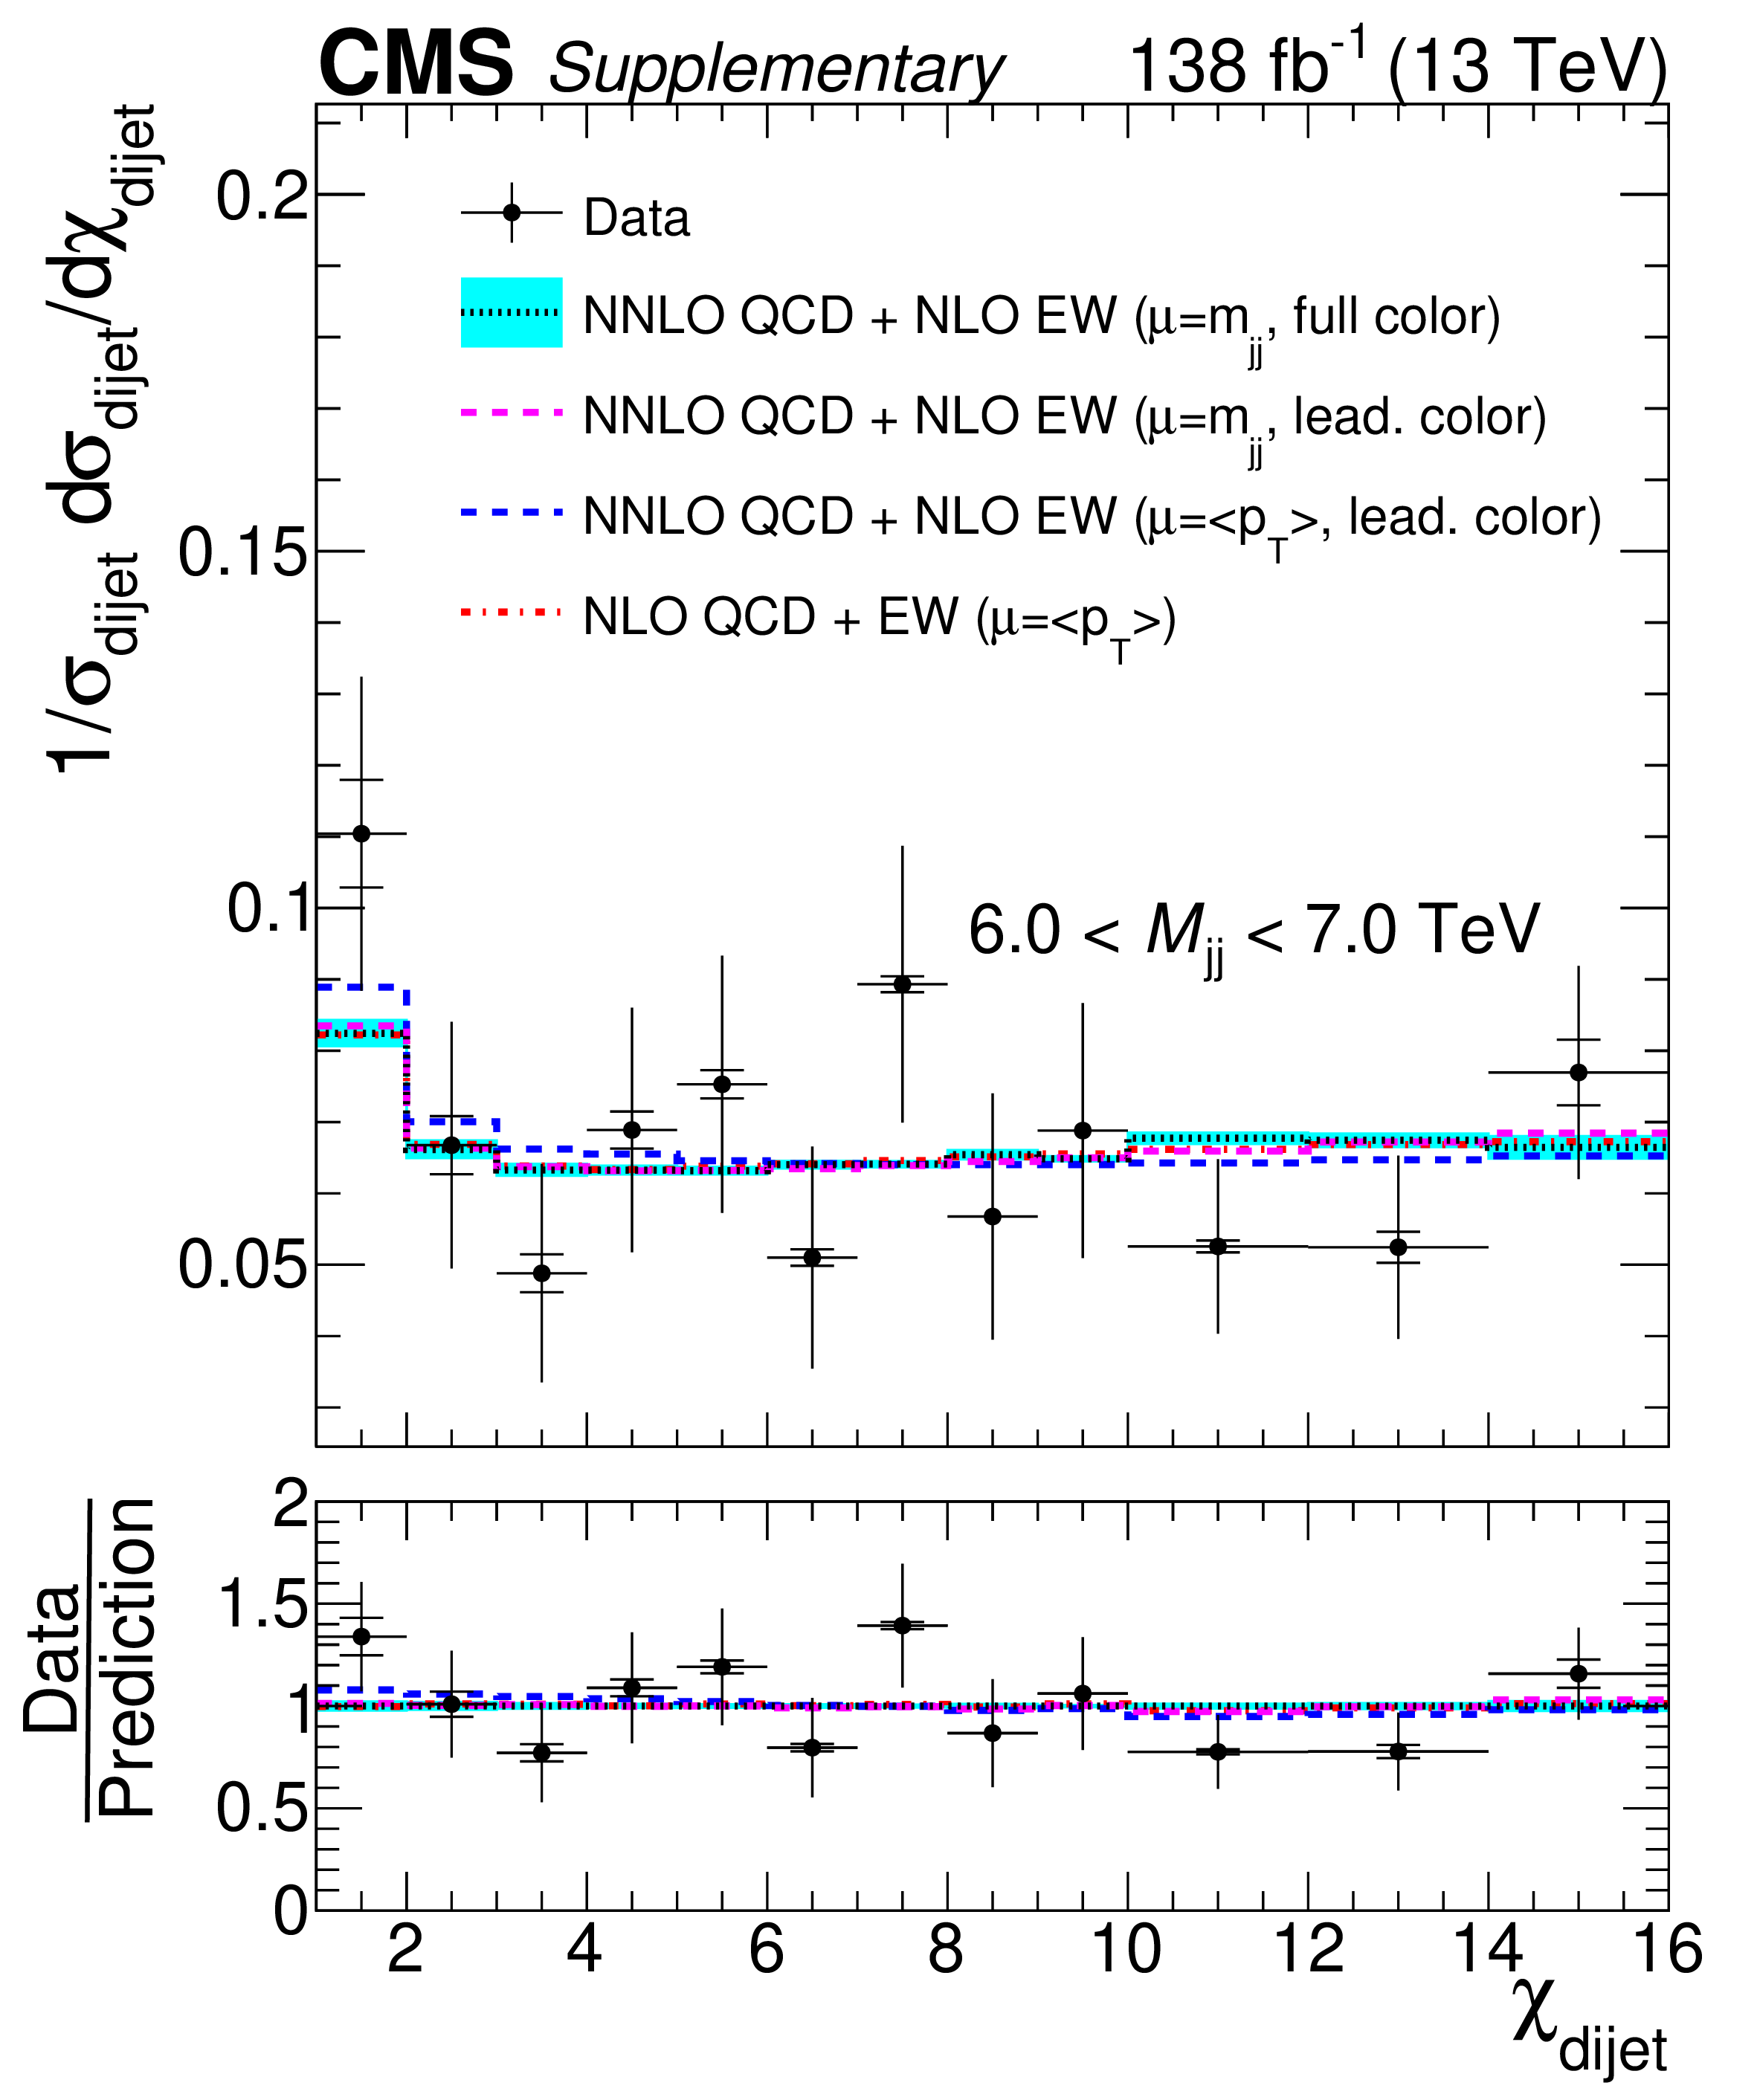 CMS Supplementary 138 fb-1 (13 TeV)
1/σdijet dσdijet/dχdijet
0.2
0.15
0.1
0.05
Data
NNLO QCD + NLO EW (μ=mjj, full color)
NNLO QCD + NLO EW (μ=mjj, lead. color)
NNLO QCD + NLO EW (μ=<pT>, lead. color)
NLO QCD + EW (μ=<pT>)
6.0 < Mjj < 7.0 TeV
Data
Prediction
2
1.5
1
0.5
0
2 4 6 8 10 12 14 16
χdijet